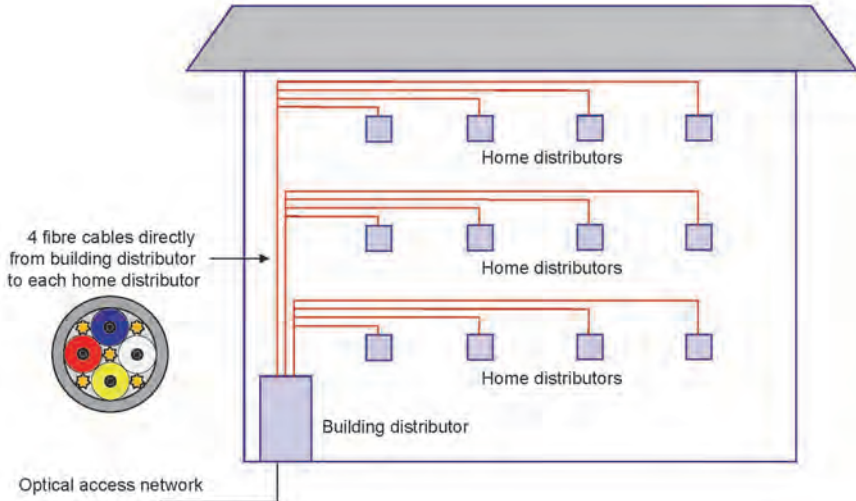 Home distributors
4 fibre cables directly
from building distributor
to each home distributor
Home distributors
Home distributors
Building distributor
Optical access network